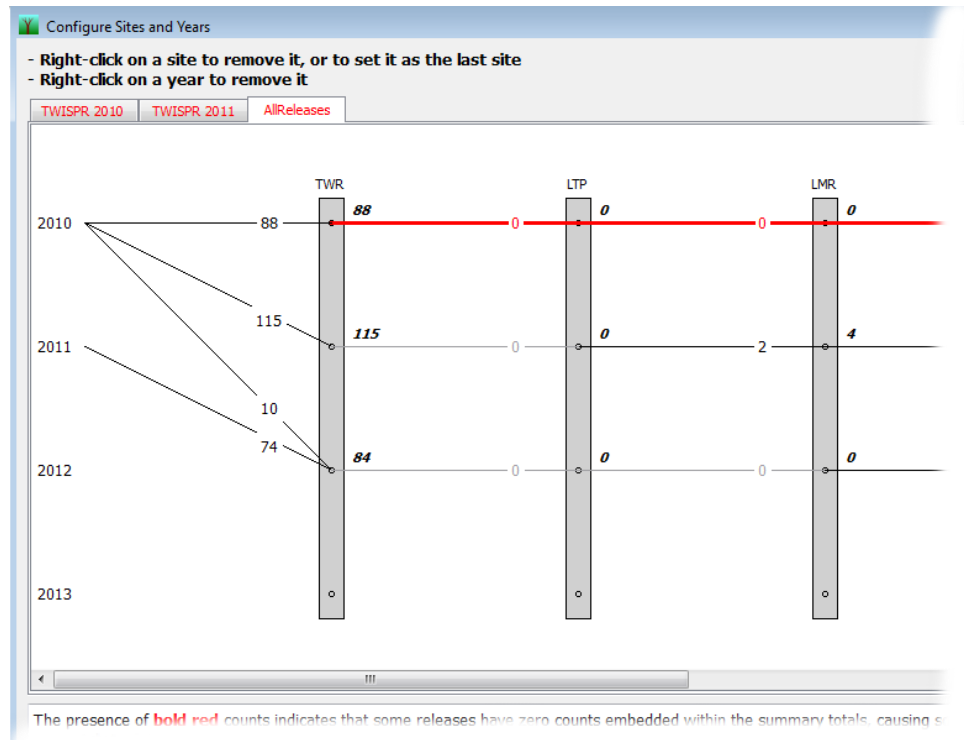 Configure Sites and Years
- Right-click on a site to remove it, or to set it as the last site
- Right-click on a year to remove it
TWISPR 2010 TWISPR 2011 AllReleases
TWR LTP LMR
2010 88 88 0 0 0 0
115 115 0 0 2 4
2011
10
74 84 0 0 0 0
2012
2013
The presence of bold red counts indicates that some releases have zero counts embedded within the summary totals, causing